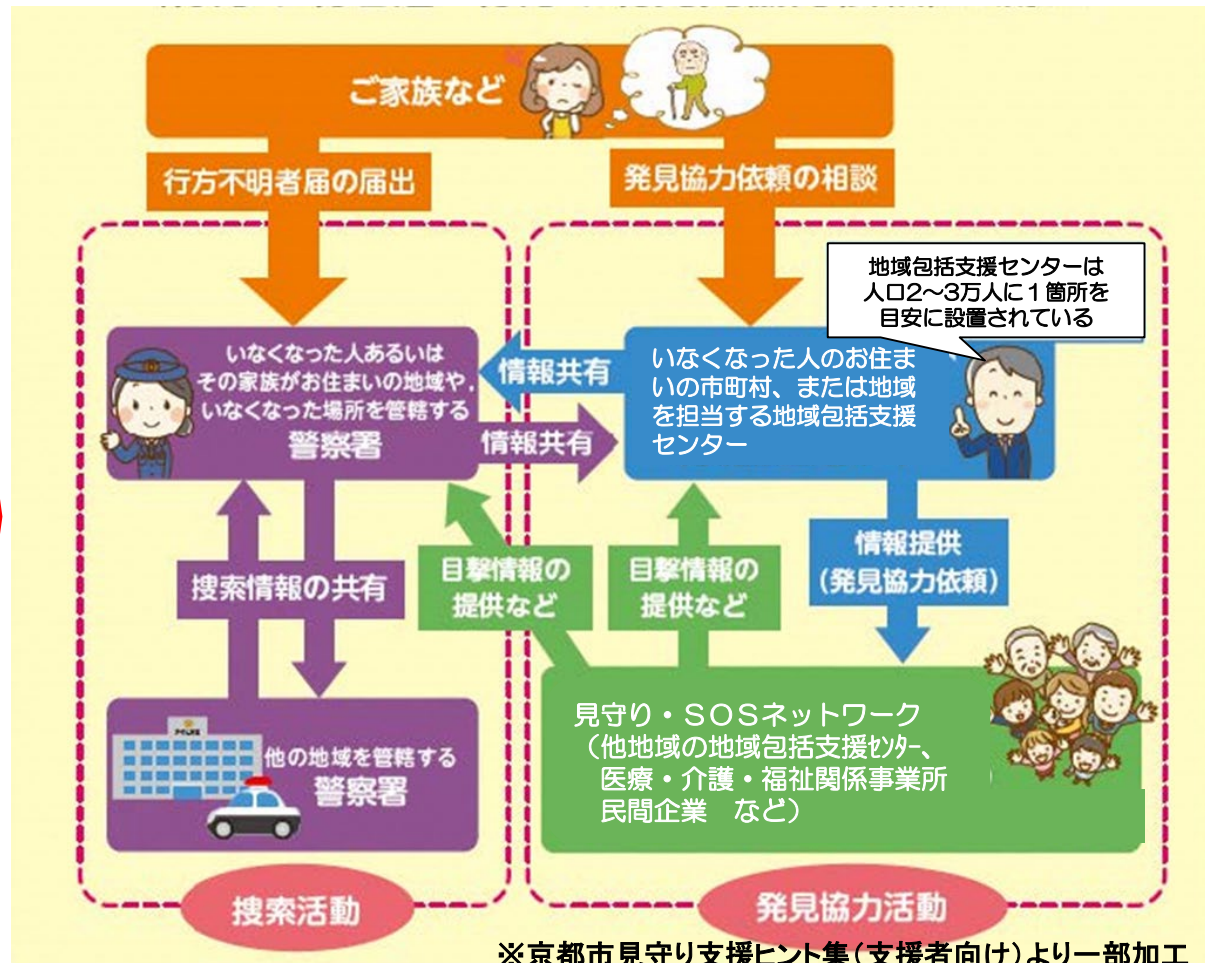 ご家族など
行方不明者届の届出
発見協力依頼の相談
地域包括支援センターは
人口2～3万人に１箇所を
目安に設置されている
いなくなった人あるいは
その家族がお住まいの地域や，
いなくなった場所を管轄する
警察署
情報共有
情報共有
いなくなった人のお住ま
いの市町村、または地域
を担当する地域包括支援
センター
捜索情報の共有
目撃情報の
提供など
目撃情報の
提供など
情報提供
(発見協力依頼)
他の地域を管轄する
警察署
見守り・ＳＯＳネットワーク
（他地域の地域包括支援ｾﾝﾀｰ、
医療・介護・福祉関係事業所
民間企業　など）
捜索活動
発見協力活動
※京都市見守り支援ヒント集(支援者向け)より一部加工